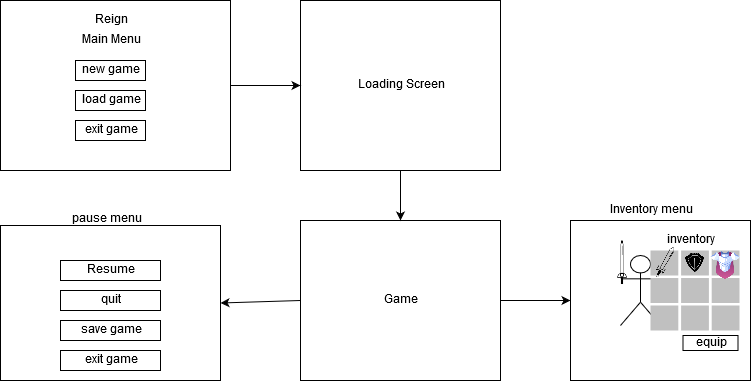 Reign
Main Menu
new game
load game
exit game
Loading Screen
pause menu
Resume
quit
save game
exit game
Game
Inventory menu
inventory
equip